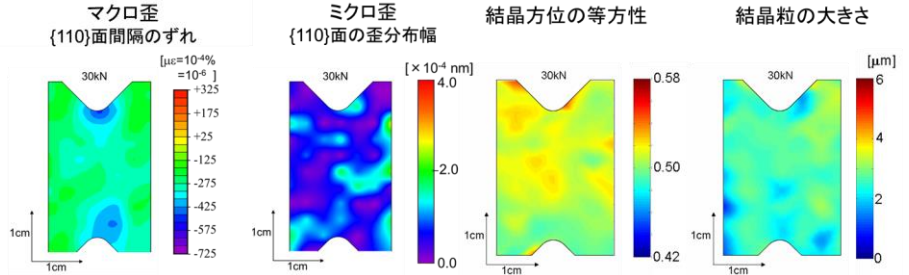 マクロ歪
{110}面間隔のずれ
[με=10-4%
=10-6 ]
30kN
+325
+175
+25
-125
-275
-425
-575
-725
1cm
1cm
ミクロ歪
{110}面の歪分布幅
[×10-4 nm]
30kN
4.0
2.0
0.0
1cm
1cm
結晶方位の等方性
30kN
0.58
0.50
0.42
1cm
1cm
結晶粒の大きさ
[μm]
30kN
6
4
2
0
1cm
1cm